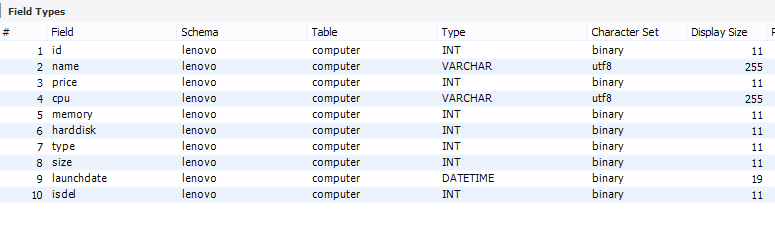 Field Types
# Field Schema Table Type Character Set Display Size
1 id lenovo computer INT binary 11
2 name lenovo computer VARCHAR utf8 255
3 price lenovo computer INT binary 11
4 cpu lenovo computer VARCHAR utf8 255
5 memory lenovo computer INT binary 11
6 harddisk lenovo computer INT binary 11
7 type lenovo computer INT binary 11
8 size lenovo computer INT binary 11
9 launchdate lenovo computer DATETIME binary 19
10 isdel lenovo computer INT binary 11